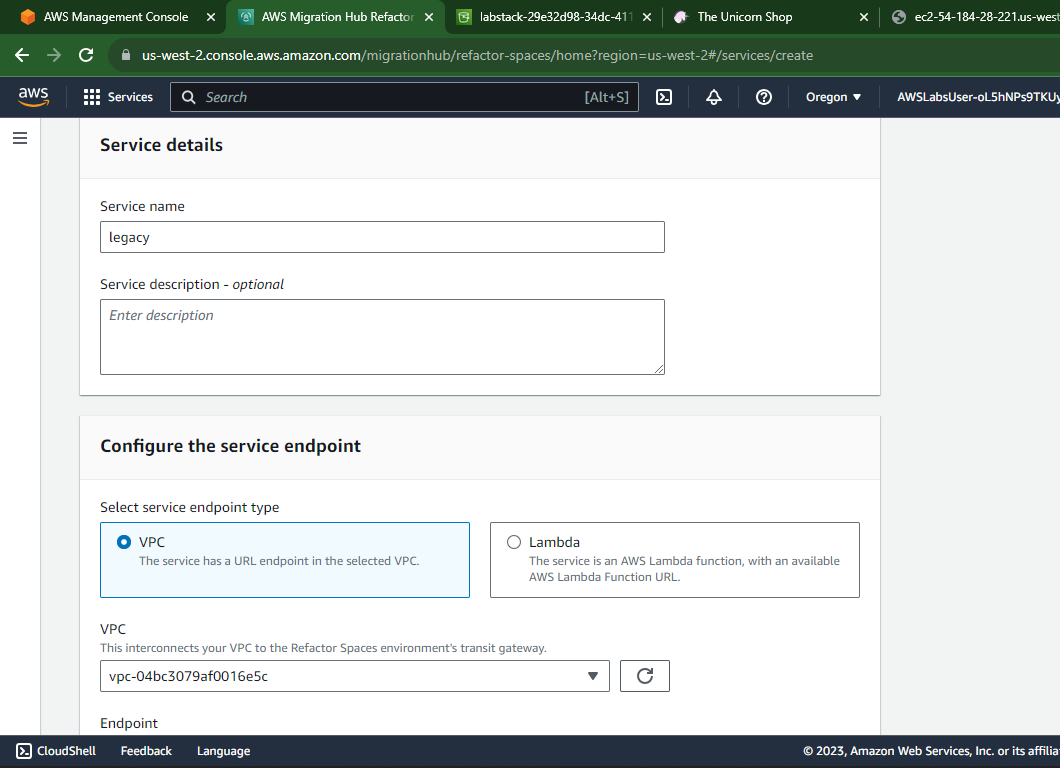 AWS Management Console
AWS Migration Hub Refactor
labstack-29e32d98-34dc-411
The Unicorn Shop
ec2-54-184-28-221.us-west
us-west-2.console.aws.amazon.com/migrationhub/refactor-spaces/home?region=us-west-2#/services/create
aws
Services
Search
[Alt+S]
Oregon
AWSLabsUser-oL5hNPs9TKUy
Service details
Service name
legacy
Service description - optional
Enter description
Configure the service endpoint
Select service endpoint type
VPC
The service has a URL endpoint in the selected VPC.
Lambda
The service is an AWS Lambda function, with an available
AWS Lambda Function URL.
VPC
This interconnects your VPC to the Refactor Spaces environment's transit gateway.
vpc-04bc3079af0016e5c
Endpoint
CloudShell
Feedback
Language
© 2023, Amazon Web Services, Inc. or its affilia